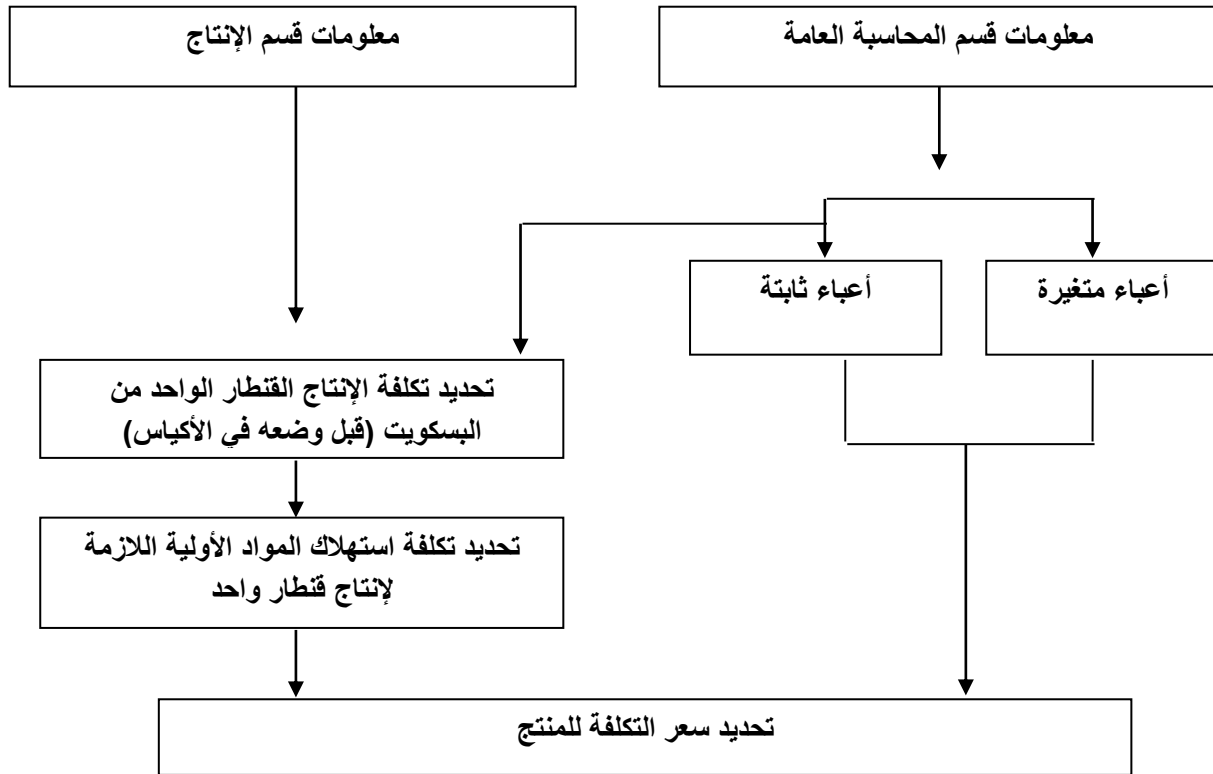 معلومات قسم المحاسبة العامة
معلومات قسم الإنتاج
أعباء متغيرة
أعباء ثابتة
تحديد تكلفة الإنتاج القنطار الواحد من
البسكويت (قبل وضعه في الأكياس)
تحديد تكلفة استهلاك المواد الأولية اللازمة
لإنتاج قنطار واحد
تحديد سعر التكلفة للمنتج